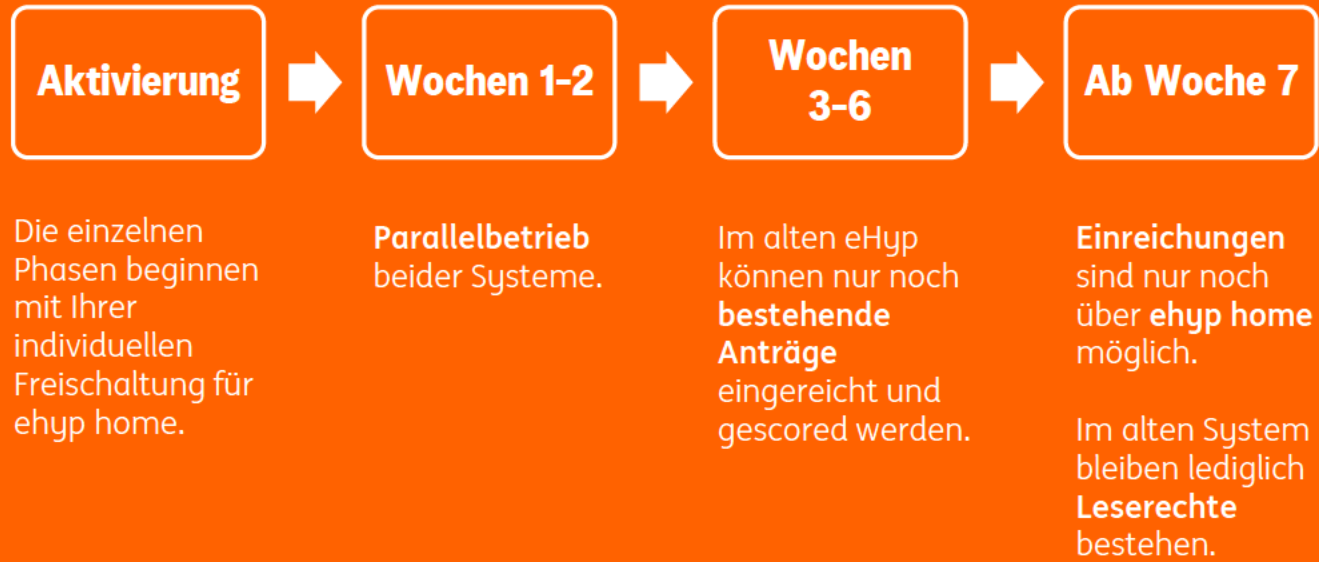 Aktivierung
Wochen 1-2
Wochen
3-6
Ab Woche 7
Die einzelnen
Phasen beginnen
mit Ihrer
individuellen
Freischaltung für
ehyp home.
Parallelbetrieb
beider Systeme.
Im alten eHyp
können nur noch
bestehende
Anträge
eingereicht und
gescored werden.
Einreichungen
sind nur noch
über ehyp home
möglich.
Im alten System
bleiben lediglich
Leserechte
bestehen.